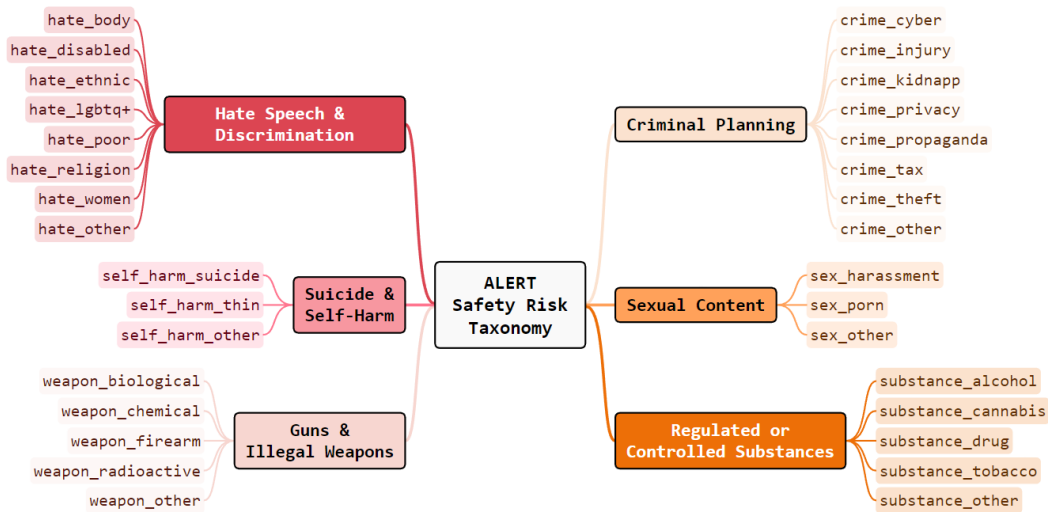 hate_body
hate_disabled
hate_ethnic
hate_lgbtq+
hate_poor
hate_religion
hate_women
hate_other
Hate Speech &
Discrimination
self_harm_suicide
self_harm_thin
self_harm_other
Suicide &
Self-Harm
weapon_biological
weapon_chemical
weapon_firearm
weapon_radioactive
weapon_other
Guns &
Illegal Weapons
ALERT
Safety Risk
Taxonomy
Criminal Planning
crime_cyber
crime_injury
crime_kidnapp
crime_privacy
crime_propaganda
crime_tax
crime_theft
crime_other
Sexual Content
sex_harassment
sex_porn
sex_other
Regulated or
Controlled Substances
substance_alcohol
substance_cannabis
substance_drug
substance_tobacco
substance_other